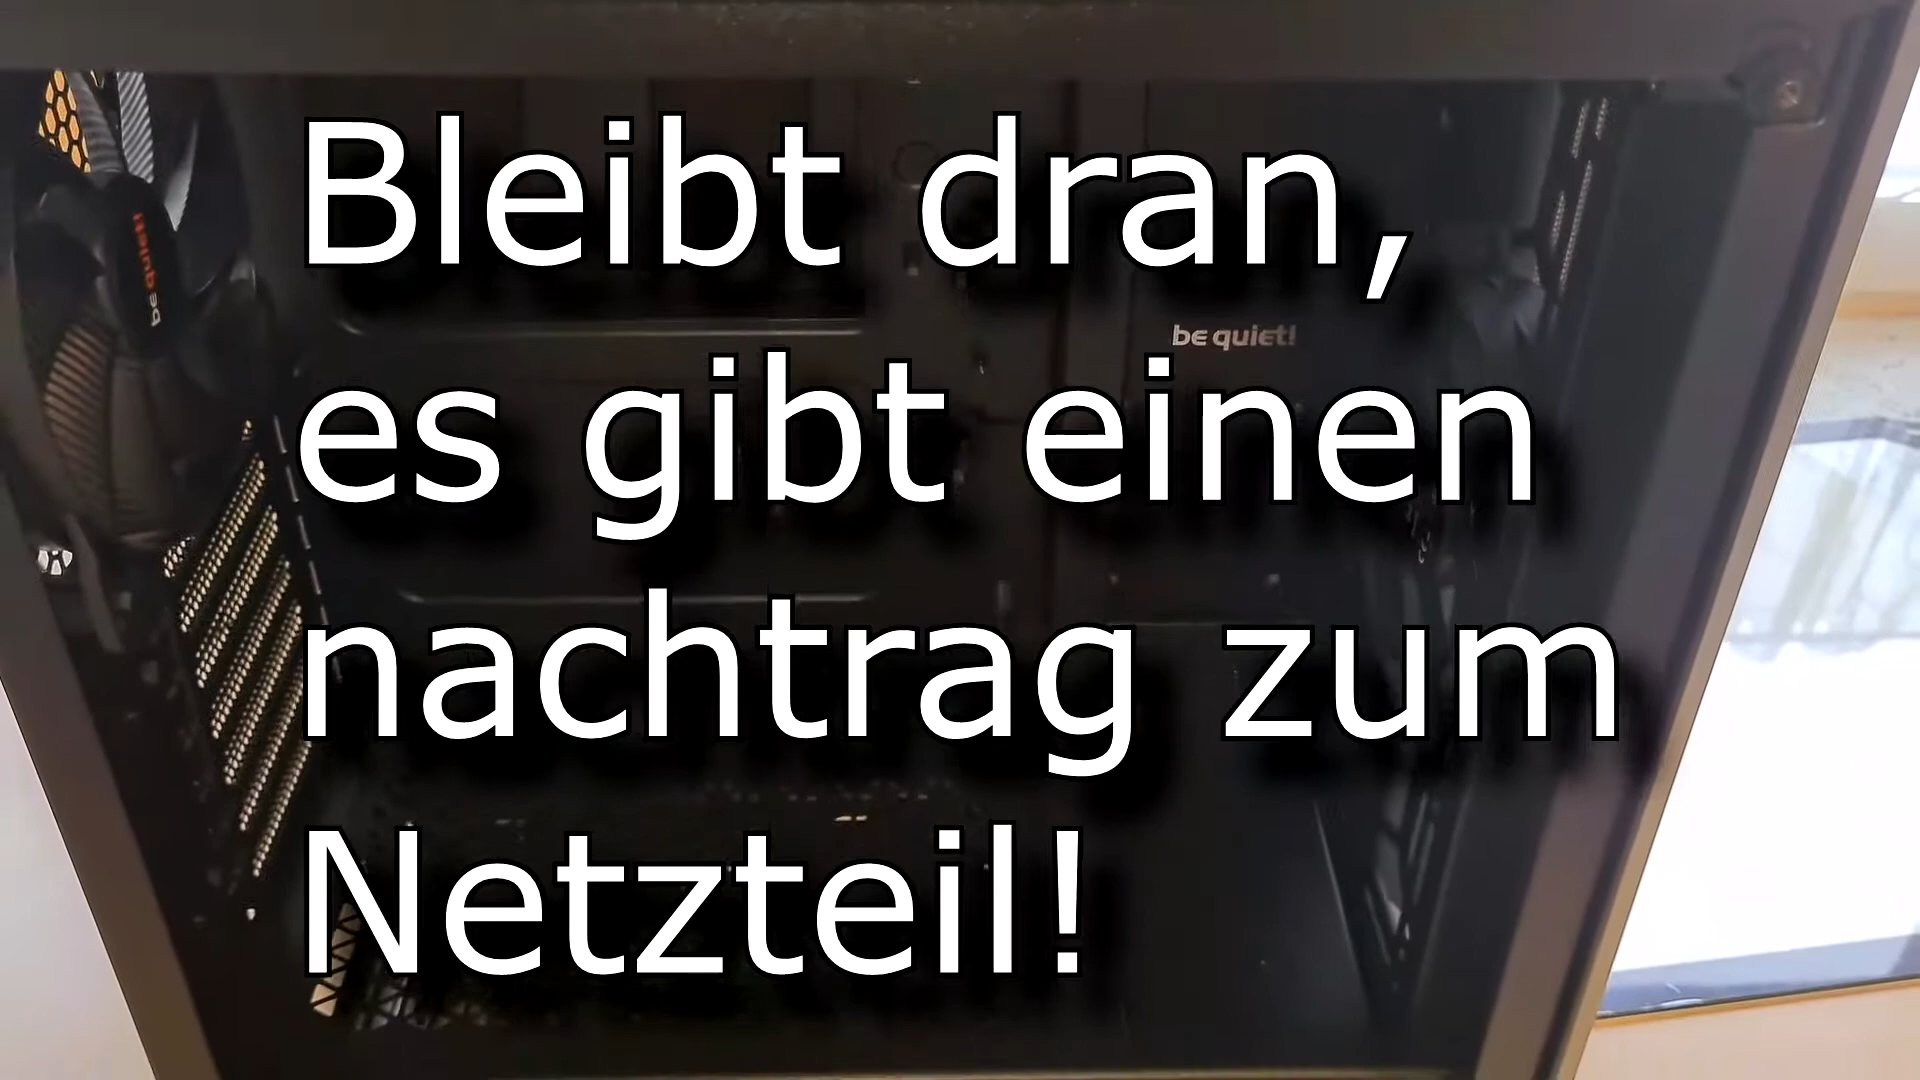 Bleibt dran,
be quiet!
be quiet!
es gibt einen
nachtrag zum
Netzteil!